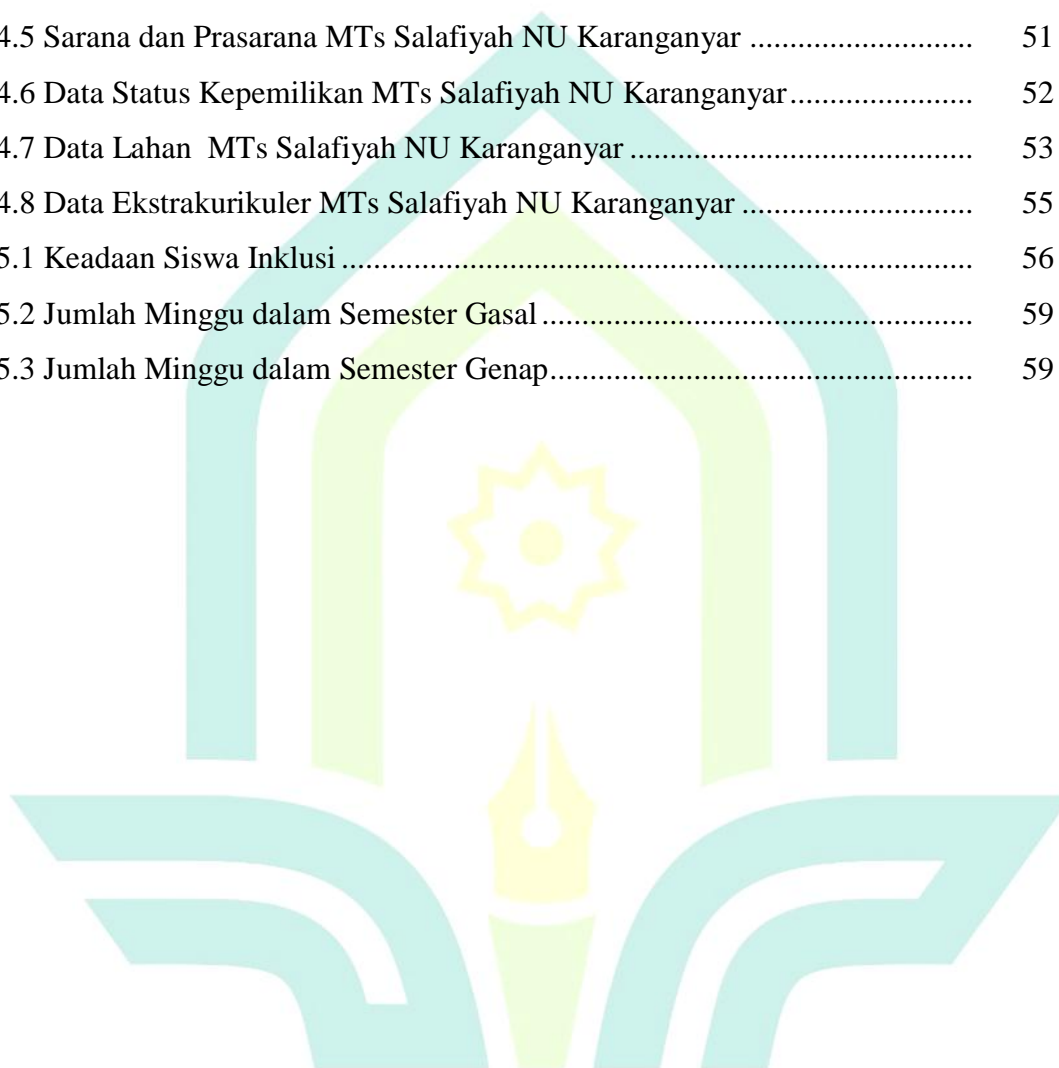 4.5 Sarana dan Prasarana MTs Salafiyah NU Karanganyar ............................ 51
4.6 Data Status Kepemilikan MTs Salafiyah NU Karanganyar ....................... 52
4.7 Data Lahan  MTs Salafiyah NU Karanganyar ........................................... 53
4.8 Data Ekstrakurikuler MTs Salafiyah NU Karanganyar ............................. 55
5.1 Keadaan Siswa Inklusi .............................................................................. 56
5.2 Jumlah Minggu dalam Semester Gasal ...................................................... 59
5.3 Jumlah Minggu dalam Semester Genap ..................................................... 59